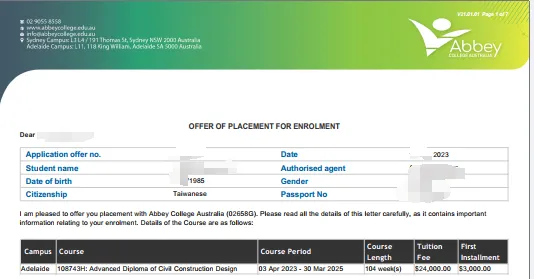 V21.01.01 Page 1 of 7
02 9055 8558
www.abbeycollege.edu.au
info@abbeycollege.edu.au
Sydney Campus: L3 L4 / 191 Thomas St, Sydney NSW 2000 Australia
Adelaide Campus: L11, 118 King William, Adelaide SA 5000 Australia
Abbey
COLLEGE AUSTRALIA
OFFER OF PLACEMENT FOR ENROLMENT
Dear
Application offer no. Date 2023
Student name Authorised agent
Date of birth 1985 Gender
Citizenship Taiwanese Passport No
I am pleased to offer you placement with Abbey College Australia (02658G). Please read all the details of this letter carefully, as it contains important
information relating to your enrolment. Details of the Course are as follows:
Campus Course Course Period Course Length Tuition Fee First Installment
Adelaide 108743H: Advanced Diploma of Civil Construction Design 03 Apr 2023 - 30 Mar 2025 104 week(s) $24,000.00 $3,000.00